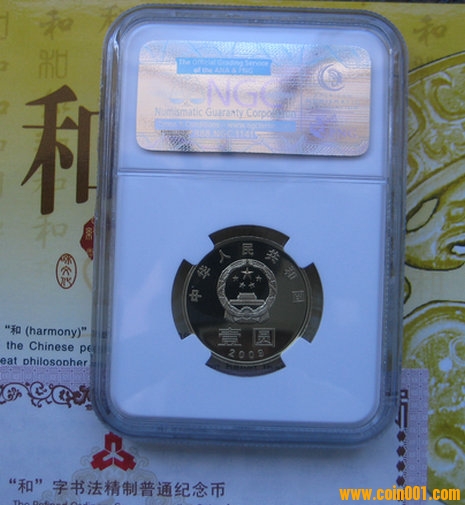 和 和
The Official Grading Service
of the ANA & PNG
NGC
Numismatic Guaranty Corporation
和
中华人民共和国
壹圆
2009
"和 (harmony)"
the Chinese pe
eat philosopher
"和"字书法精制普通纪念币
www.coin001.com